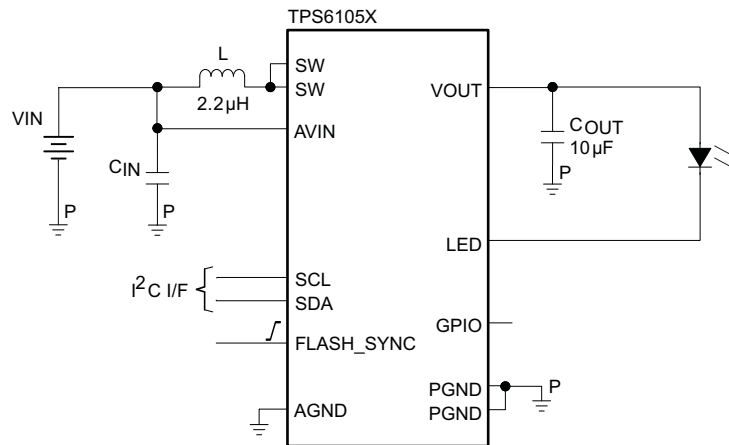 TPS6105X
L
SW
SW
2.2μH
VOUT
VIN
AVIN
COUT
10μF
CIN
P
P
LED
I²C I/F
SCL
SDA
GPIO
FLASH_SYNC
PGND
P
PGND
AGND